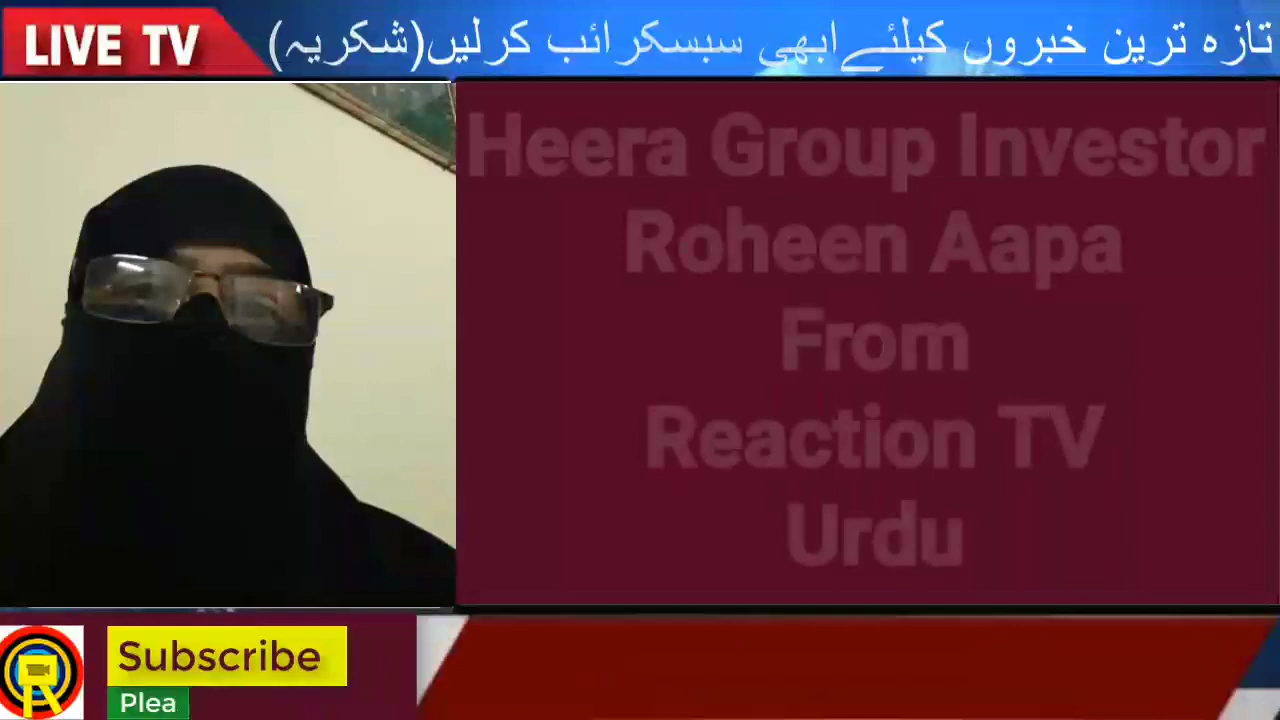 LIVE TV
تازہ ترین خبروں کیلئے ابھی سبسکرائب کرلیں(شکریہ)
Heera Group Investor
Roheen Aapa
From
Reaction TV
Urdu
Subscribe
Plea